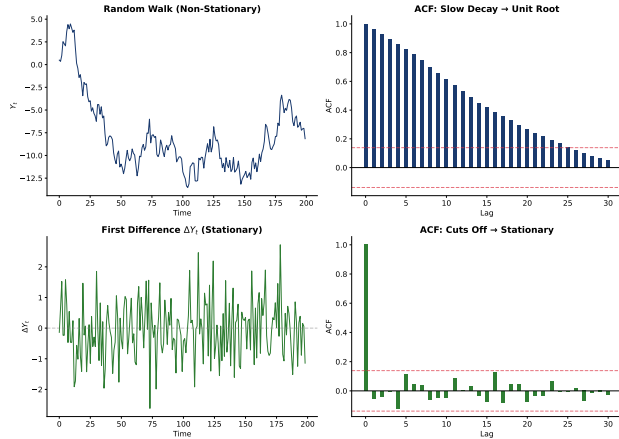 Random Walk (Non-Stationary)
5.0
2.5
0.0
−2.5
−5.0
−7.5
−10.0
−12.5
Y_t
0 25 50 75 100 125 150 175 200
Time
ACF: Slow Decay → Unit Root
1.0
0.8
0.6
0.4
0.2
0.0
ACF
0 5 10 15 20 25 30
Lag
First Difference ΔY_t (Stationary)
2
1
0
−1
−2
ΔY_t
0 25 50 75 100 125 150 175 200
Time
ACF: Cuts Off → Stationary
1.0
0.8
0.6
0.4
0.2
0.0
ACF
0 5 10 15 20 25 30
Lag